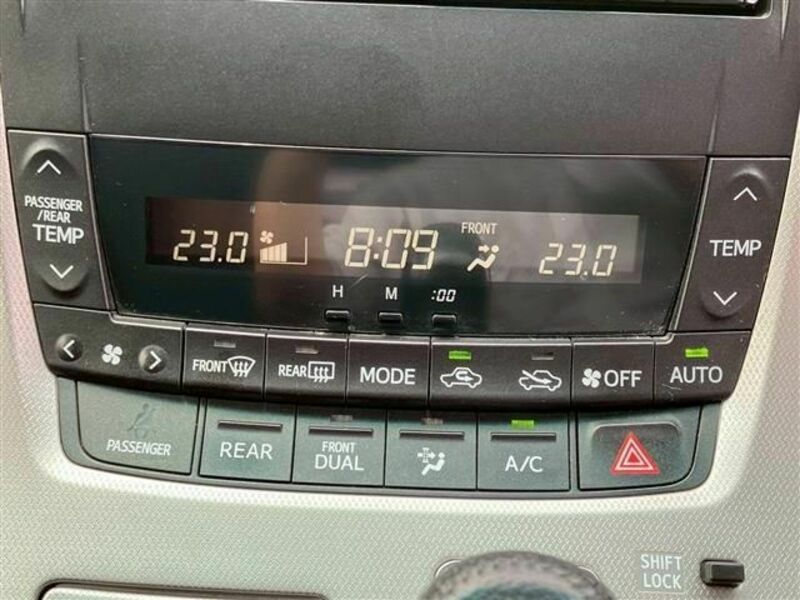 PASSENGER
/REAR
TEMP
23.0 8:09 FRONT 23.0
H M :00
TEMP
FRONT REAR MODE OFF AUTO
PASSENGER REAR FRONT DUAL A/C
SHIFT
LOCK